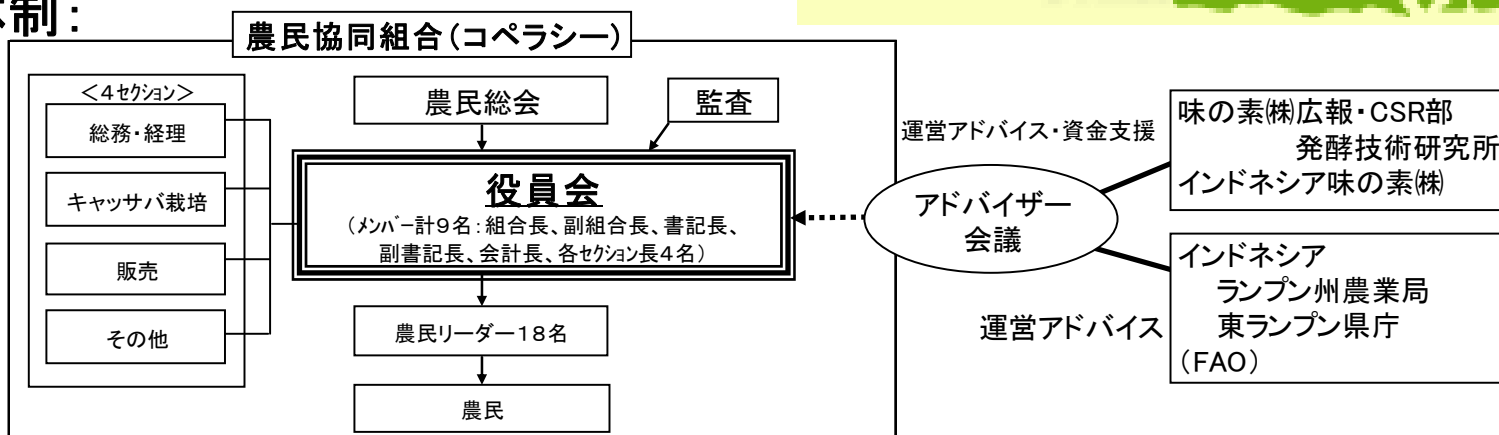 制：
農民協同組合（コペラシー）
＜４ｾｸｼｮﾝ＞
総務・経理
キャッサバ栽培
販売
その他
農民総会
監査
役員会
（ﾒﾝﾊﾞｰ計９名：組合長、副組合長、書記長、
副書記長、会計長、各ｾｸｼｮﾝ長４名）
農民リーダー１８名
農民
運営アドバイス・資金支援
アドバイザー
会議
運営アドバイス
味の素㈱広報・CSR部
発酵技術研究所
インドネシア味の素㈱
インドネシア
ランプン州農業局
東ランプン県庁
（FAO）